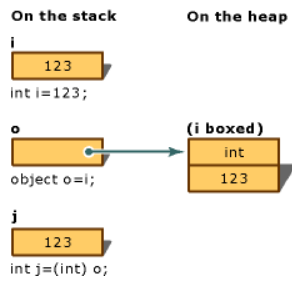 On the stack
On the heap
i
123
int i=123;
o
(i boxed)
int
123
object o=i;
j
123
int j=(int) o;